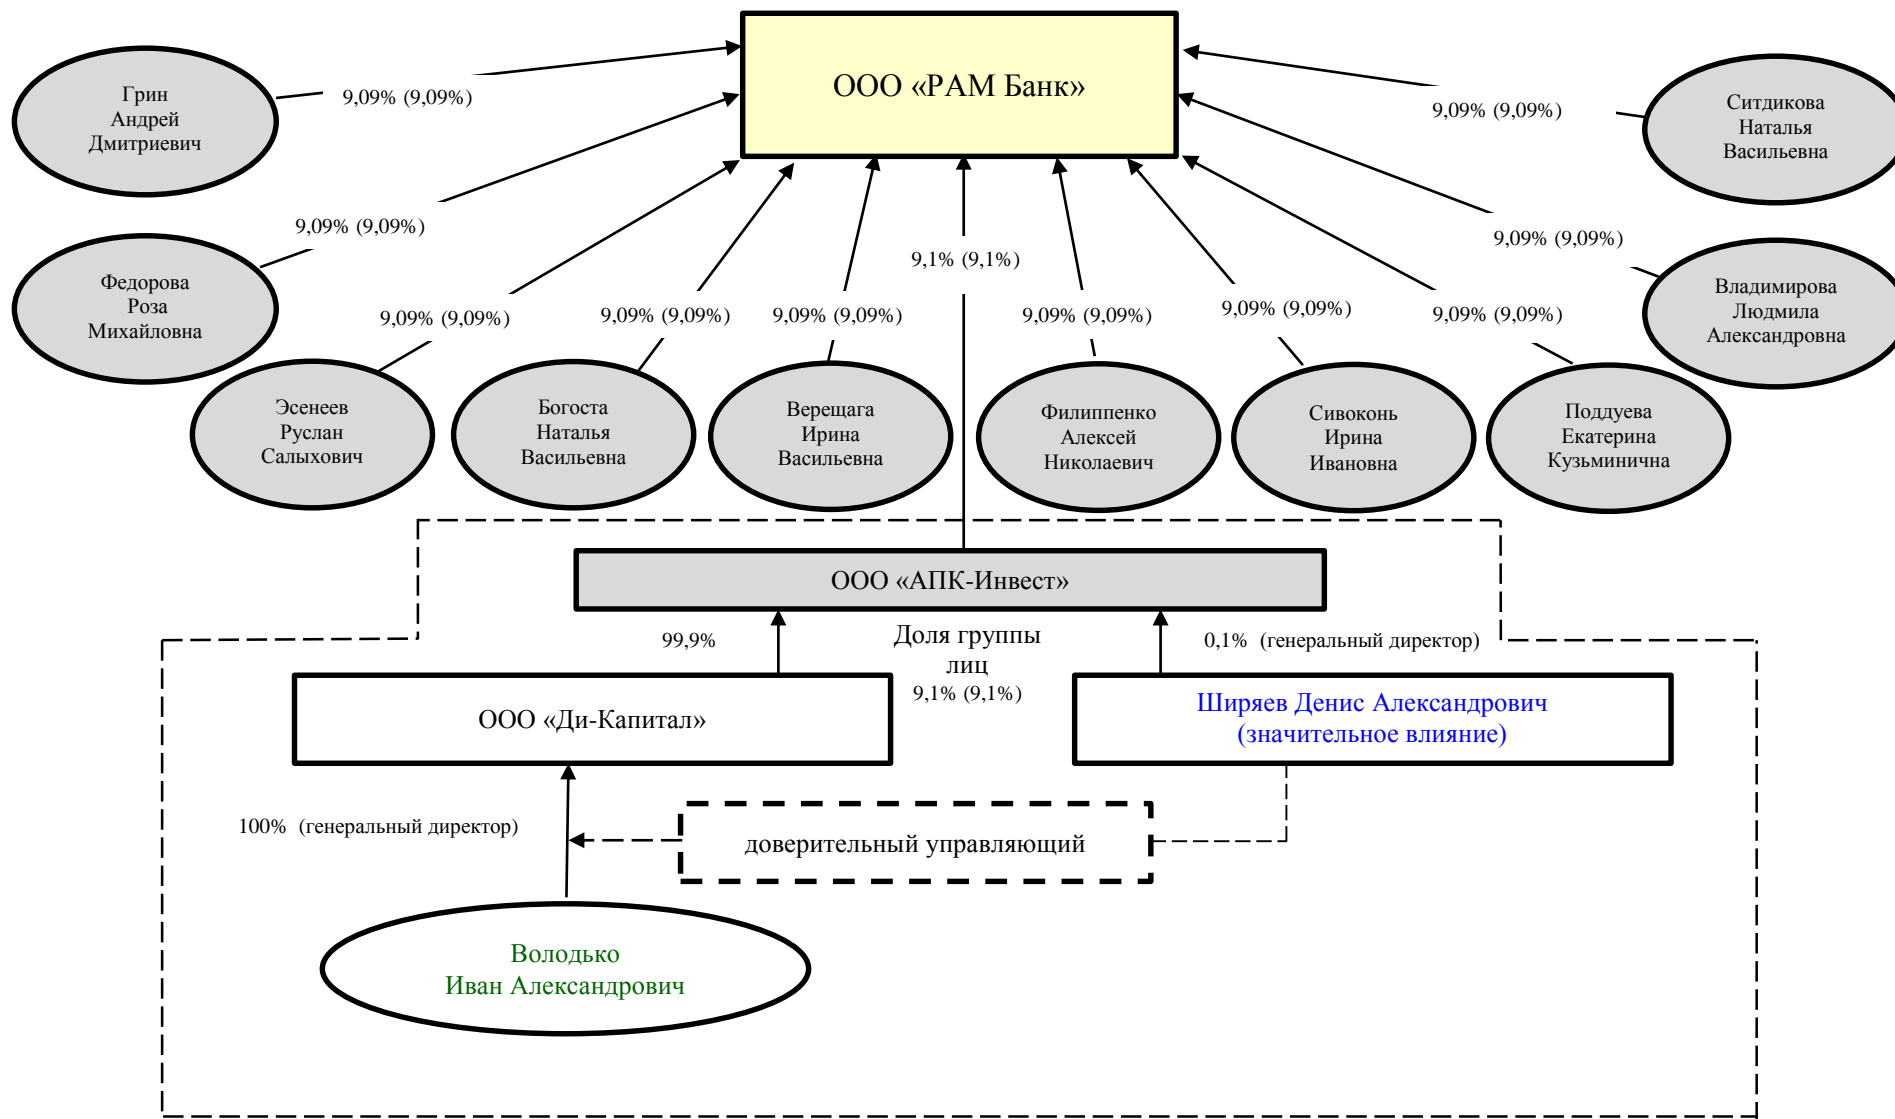 ООО «РАМ Банк»
Грин
Андрей
Дмитриевич
9,09% (9,09%)
9,09% (9,09%)
Ситдикова
Наталья
Васильевна
Федорова
Роза
Михайловна
9,09% (9,09%)
9,1% (9,1%)
9,09% (9,09%)
Владимирова
Людмила
Александровна
9,09% (9,09%)
9,09% (9,09%)
9,09% (9,09%)
9,09% (9,09%)
9,09% (9,09%)
9,09% (9,09%)
Эсенеев
Руслан
Салыхович
Богоста
Наталья
Васильевна
Верещага
Ирина
Васильевна
Филиппенко
Алексей
Николаевич
Сивоконь
Ирина
Ивановна
Поддуева
Екатерина
Кузьминична
ООО «АПК-Инвест»
99,9%
Доля группы
лиц
9,1% (9,1%)
0,1% (генеральный директор)
ООО «Ди-Капитал»
Ширяев Денис Александрович
(значительное влияние)
100% (генеральный директор)
доверительный управляющий
Володько
Иван Александрович